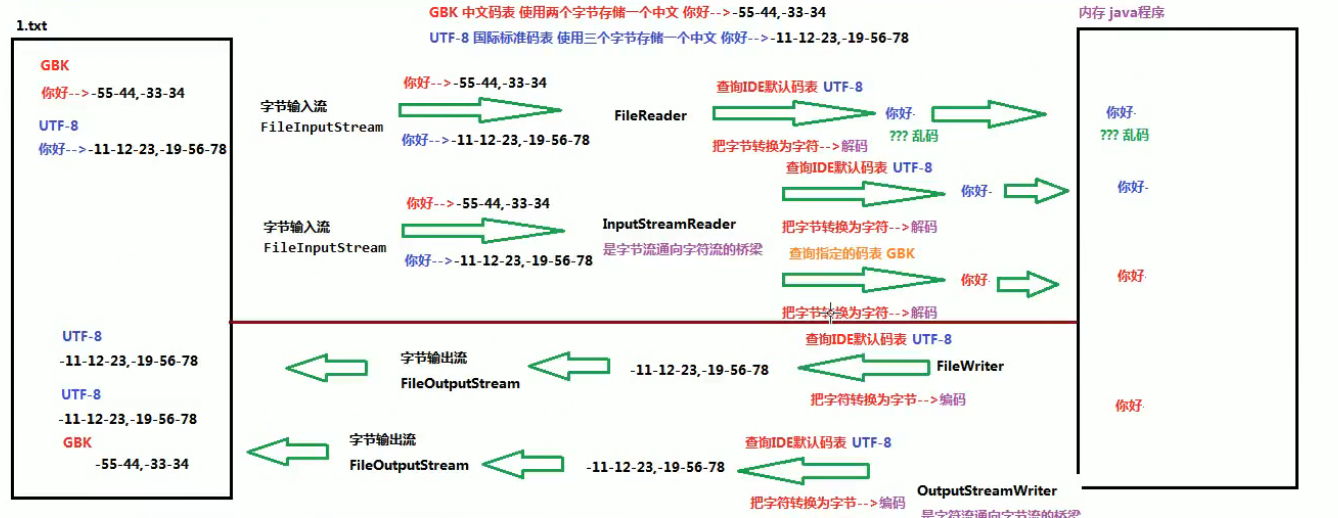 GBK 中文码表 使用两个字节存储一个中文 你好-->-55-44,-33-34
内存 java程序
1.txt
UTF-8 国际标准码表 使用三个字节存储一个中文 你好-->-11-12-23,-19-56-78
GBK
你好-->-55-44,-33-34
UTF-8
你好-->-11-12-23,-19-56-78
字节输入流
FileInputStream
你好-->-55-44,-33-34
你好-->-11-12-23,-19-56-78
FileReader
查询IDE默认码表 UTF-8
把字节转换为字符-->解码
你好·
??? 乱码
你好·
??? 乱码
字节输入流
FileInputStream
你好-->-55-44,-33-34
你好-->-11-12-23,-19-56-78
InputStreamReader
是字节流通向字符流的桥梁
查询IDE默认码表 UTF-8
把字节转换为字符-->解码
你好·
你好·
查询指定的码表 GBK
把字节转换为字符-->解码
你好·
你好·
UTF-8
-11-12-23,-19-56-78
字节输出流
FileOutputStream
-11-12-23,-19-56-78
查询IDE默认码表 UTF-8
把字符转换为字节-->编码
FileWriter
你好·
UTF-8
-11-12-23,-19-56-78
GBK
-55-44,-33-34
字节输出流
FileOutputStream
-11-12-23,-19-56-78
查询IDE默认码表 UTF-8
把字符转换为字节-->编码
OutputStreamWriter
是字符流通向字节流的桥梁